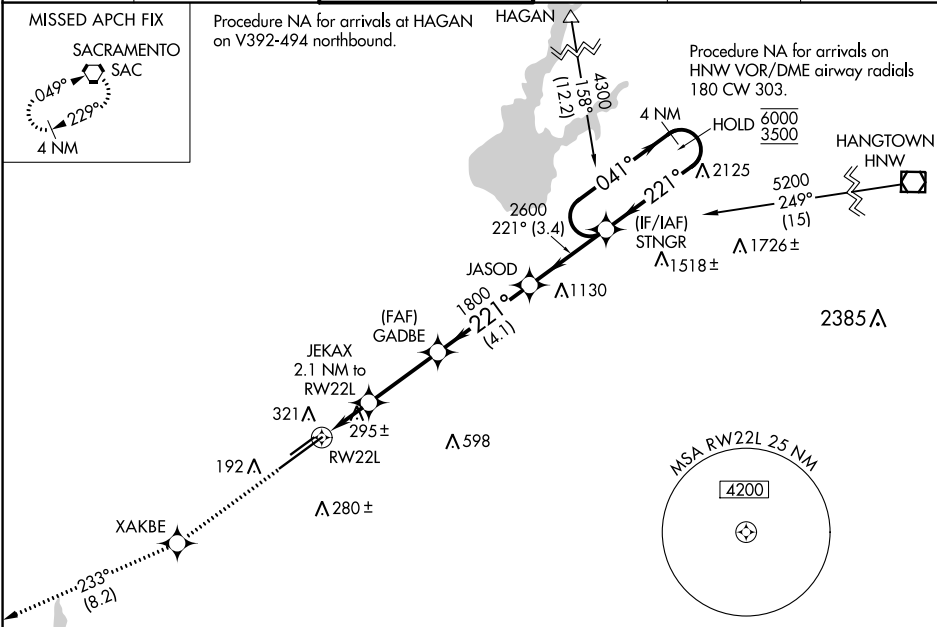 MISSED APCH FIX
SACRAMENTO
SAC
049°
229°
4 NM
Procedure NA for arrivals at HAGAN
on V392-494 northbound.
HAGAN
4300
158°
(12.2)
Procedure NA for arrivals on
HNW VOR/DME airway radials
180 CW 303.
4 NM
HOLD 6000
3500
041°
221°
2125
HANGTOWN
HNW
5200
249°
(15)
2600
221° (3.4)
(IF/IAF)
STNGR
1726±
1518±
JASOD
1130
2385
1800
221°
(4.1)
(FAF)
GADBE
JEKAX
2.1 NM to
RW22L
321
295±
RW22L
598
192
280±
XAKBE
233°
(8.2)
MSA RW22L 25 NM
4200